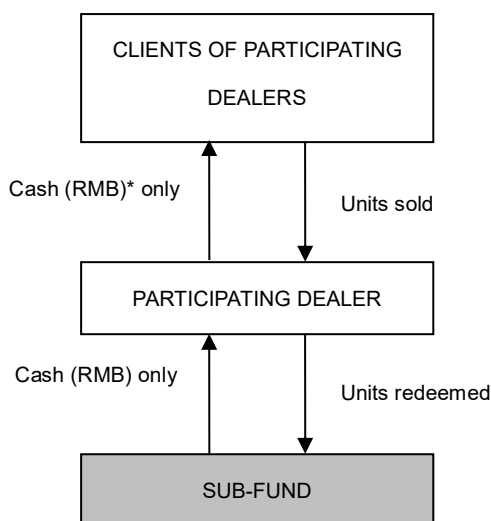 CLIENTS OF PARTICIPATING
DEALERS
Cash (RMB)* only
Units sold
PARTICIPATING DEALER
Cash (RMB) only
Units redeemed
SUB-FUND